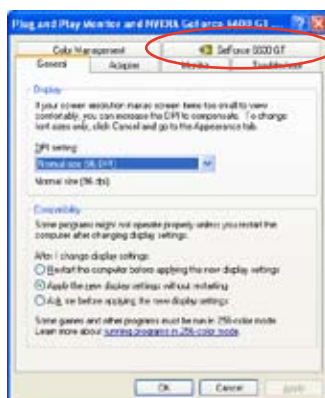 Plug and Play Monitor and NVIDIA GeForce 6600 GT ...
Color Management
GeForce 6600 GT
General
Adapter
Monitor
Troubleshoot
Display
If your screen resolution makes screen items too small to view
comfortably, you can increase the DPI to compensate. To change
font sizes only, click Cancel and go to the Appearance tab.
DPI setting:
Normal size (96 DPI)
Normal size (96 dpi)
Compatibility
Some programs might not operate properly unless you restart the
computer after changing display settings.
After I change display settings:
Restart the computer before applying the new display settings
Apply the new display settings without restarting
Ask me before applying the new display settings
Some games and other programs must be run in 256-color mode.
Learn more about running programs in 256-color mode.
OK
Cancel
Apply